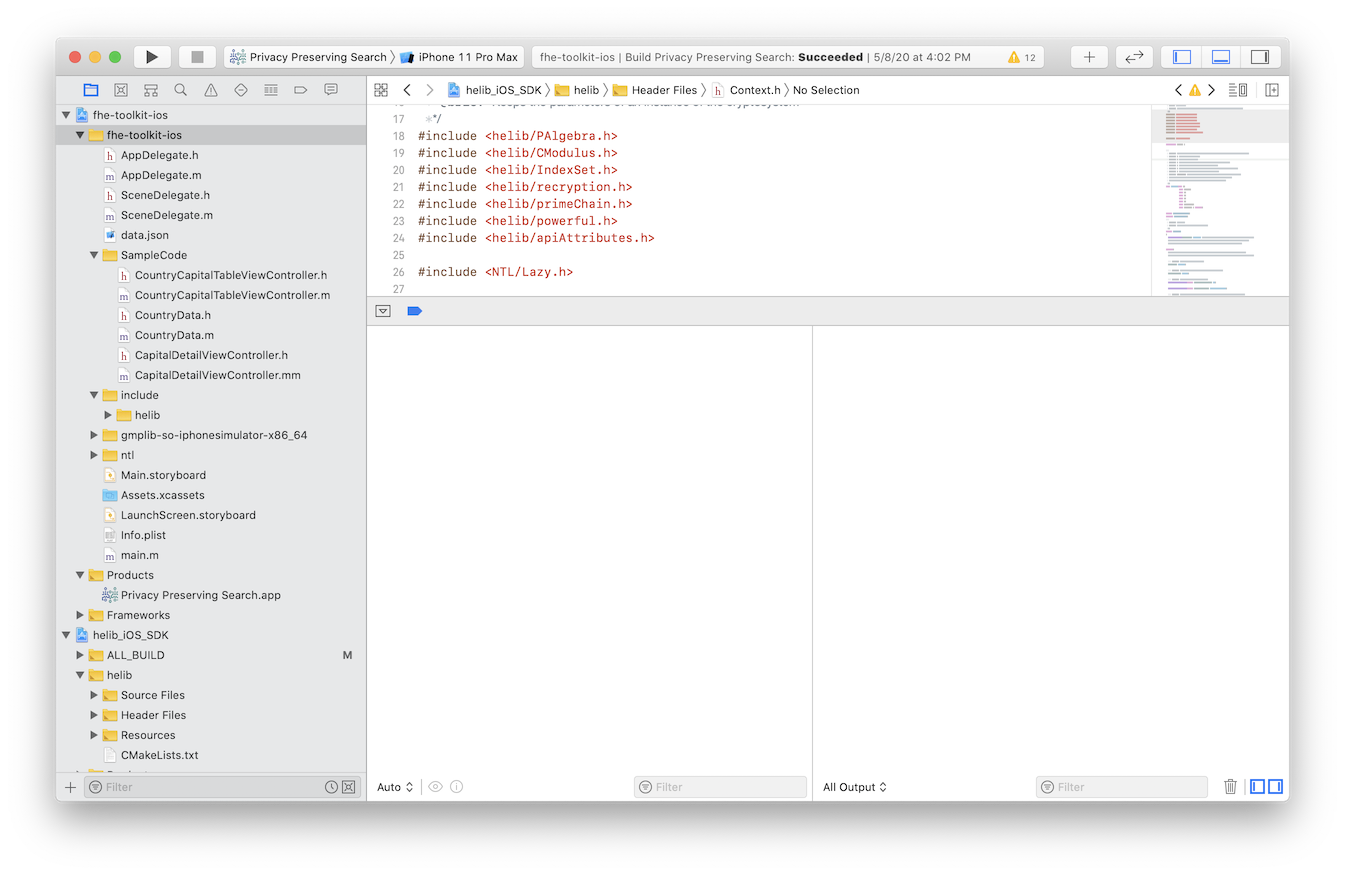 Privacy Preserving Search iPhone 11 Pro Max fhe-toolkit-ios | Build Privacy Preserving Search: Succeeded | 5/8/20 at 4:02 PM 12
helib_iOS_SDK helib Header Files h Context.h No Selection
fhe-toolkit-ios
fhe-toolkit-ios
h AppDelegate.h
m AppDelegate.m
h SceneDelegate.h
m SceneDelegate.m
data.json
SampleCode
h CountryCapitalTableViewController.h
m CountryCapitalTableViewController.m
h CountryData.h
m CountryData.m
h CapitalDetailViewController.h
m CapitalDetailViewController.mm
include
helib
gmplib-so-iphonesimulator-x86_64
ntl
Main.storyboard
Assets.xcassets
LaunchScreen.storyboard
Info.plist
m main.m
Products
Privacy Preserving Search.app
Frameworks
helib_iOS_SDK
ALL_BUILD M
helib
Source Files
Header Files
Resources
CMakeLists.txt
Filter
17 **/
18 #include <helib/PAlgebra.h>
19 #include <helib/CModulus.h>
20 #include <helib/IndexSet.h>
21 #include <helib/recryption.h>
22 #include <helib/primeChain.h>
23 #include <helib/powerful.h>
24 #include <helib/apiAttributes.h>
25
26 #include <NTL/Lazy.h>
27
Auto Filter
All Output Filter